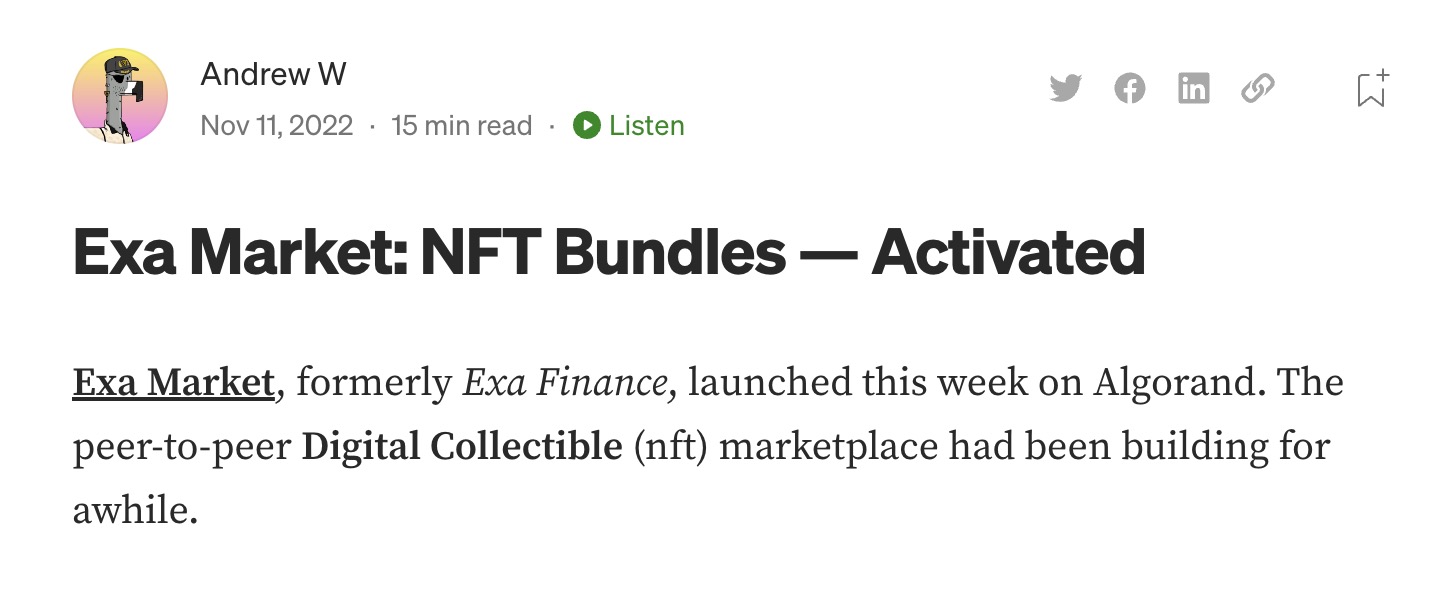 Andrew W
Nov 11, 2022 · 15 min read · Listen
Exa Market: NFT Bundles — Activated
Exa Market, formerly Exa Finance, launched this week on Algorand. The
peer-to-peer Digital Collectible (nft) marketplace had been building for
awhile.